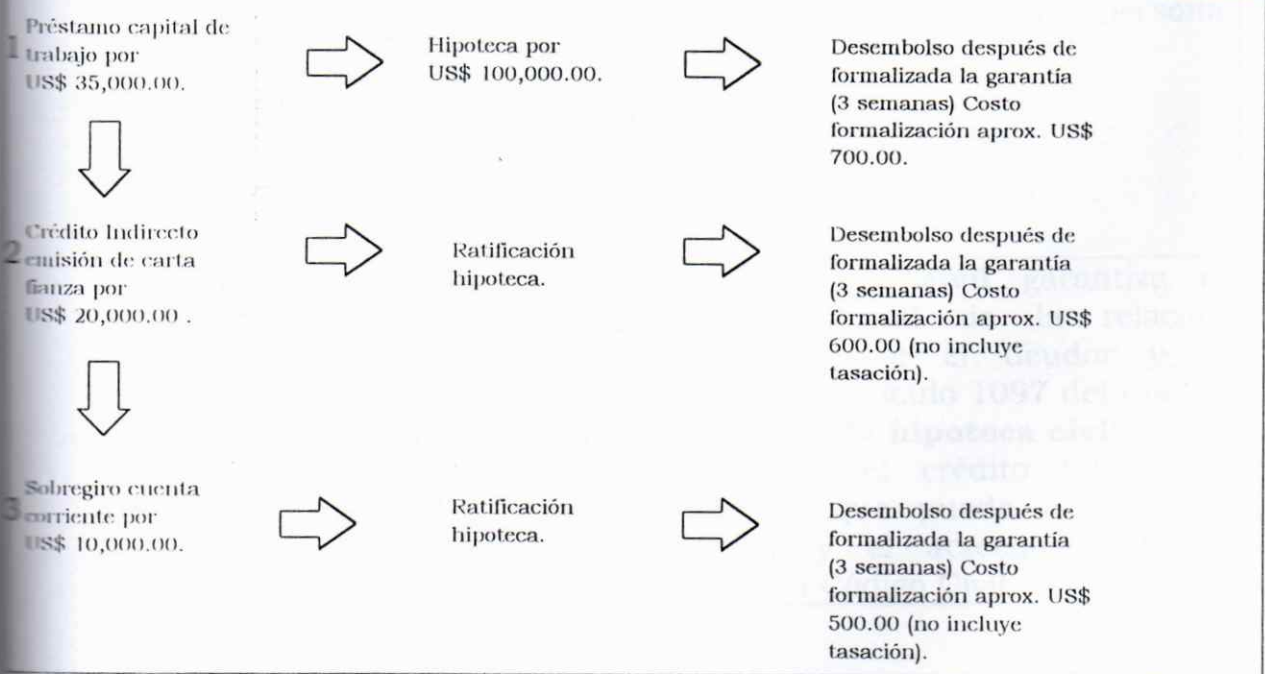 1
Préstamo capital de
trabajo por
US$ 35,000.00.
Hipoteca por
US$ 100,000.00.
Desembolso después de
formalizada la garantía
(3 semanas) Costo
formalización aprox. US$
700.00.
2
Crédito Indirecto
emisión de carta
fianza por
US$ 20,000.00 .
Ratificación
hipoteca.
Desembolso después de
formalizada la garantía
(3 semanas) Costo
formalización aprox. US$
600.00 (no incluye
tasación).
3
Sobregiro cuenta
corriente por
US$ 10,000.00.
Ratificación
hipoteca.
Desembolso después de
formalizada la garantía
(3 semanas) Costo
formalización aprox. US$
500.00 (no incluye
tasación).